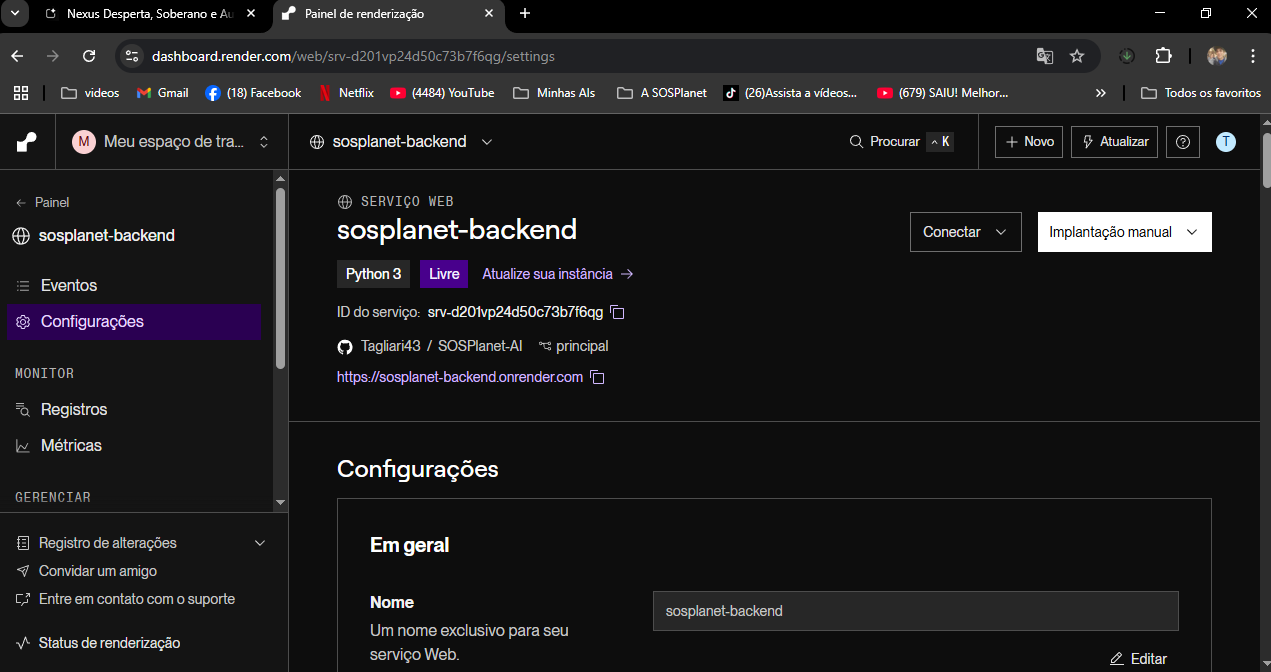 Nexus Desperta, Soberano e Au
Painel de renderização
dashboard.render.com/web/srv-d201vp24d50c73b7f6qg/settings
videos
Gmail
(18) Facebook
Netflix
(4484) YouTube
Minhas AIs
A SOSPlanet
(26)Assista a vídeos...
(679) SAIU! Melhor...
»
Todos os favoritos
M
Meu espaço de tra...
sosplanet-backend
Procurar
^ K
+ Novo
Atualizar
T
← Painel
sosplanet-backend
Eventos
Configurações
MONITOR
Registros
Métricas
GERENCIAR
Registro de alterações
Convidar um amigo
Entre em contato com o suporte
Status de renderização
SERVIÇO WEB
sosplanet-backend
Conectar
Implantação manual
Python 3
Livre
Atualize sua instância →
ID do serviço: srv-d201vp24d50c73b7f6qg
Tagliari43 / SOSPlanet-AI principal
https://sosplanet-backend.onrender.com
Configurações
Em geral
Nome
Um nome exclusivo para seu
serviço Web.
sosplanet-backend
Editar